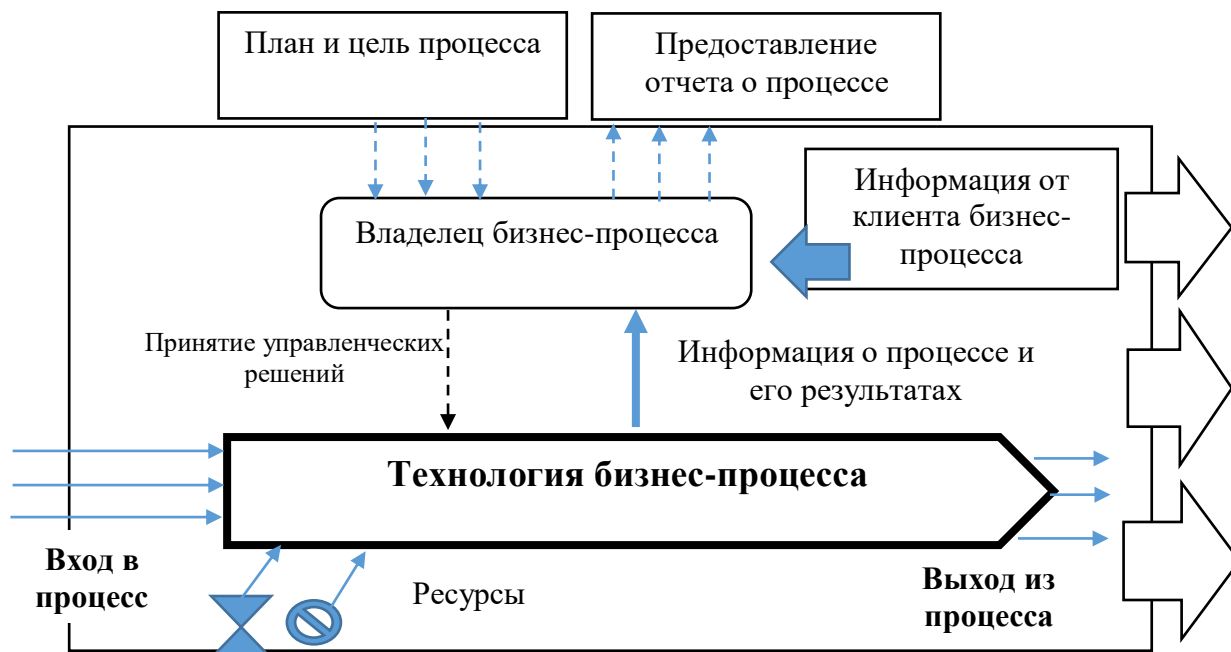 План и цель процесса
Предоставление
отчета о процессе
Информация от
клиента бизнес-
процесса
Владелец бизнес-процесса
Принятие управленческих
решений
Информация о процессе и
его результатах
Технология бизнес-процесса
Вход в
процесс
Ресурсы
Выход из
процесса